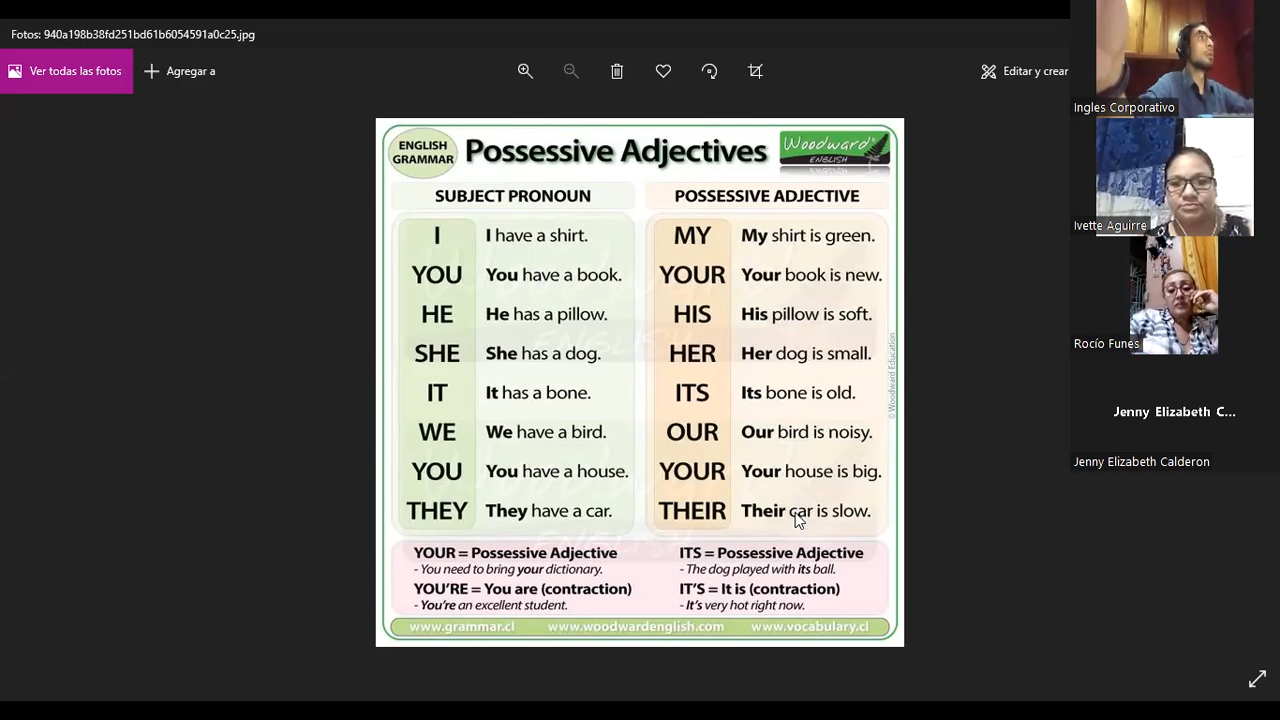 Fotos: 940a198b38fd251bd61b6054591a0c25.jpg
Ver todas las fotos
Agregar a
Editar y crear
ENGLISH
GRAMMAR
Possessive Adjectives
Woodward
ENGLISH
SUBJECT PRONOUN
POSSESSIVE ADJECTIVE
I I have a shirt. MY My shirt is green.
YOU You have a book. YOUR Your book is new.
HE He has a pillow. HIS His pillow is soft.
SHE She has a dog. HER Her dog is small.
IT It has a bone. ITS Its bone is old.
WE We have a bird. OUR Our bird is noisy.
YOU You have a house. YOUR Your house is big.
THEY They have a car. THEIR Their car is slow.
© Woodward Education
YOUR = Possessive Adjective
- You need to bring your dictionary.
YOU'RE = You are (contraction)
- You're an excellent student.
ITS = Possessive Adjective
- The dog played with its ball.
IT'S = It is (contraction)
- It's very hot right now.
www.grammar.cl www.woodwardenglish.com www.vocabulary.cl
Ingles Corporativo
Ivette Aguirre
Rocío Funes
Jenny Elizabeth C...
Jenny Elizabeth Calderon